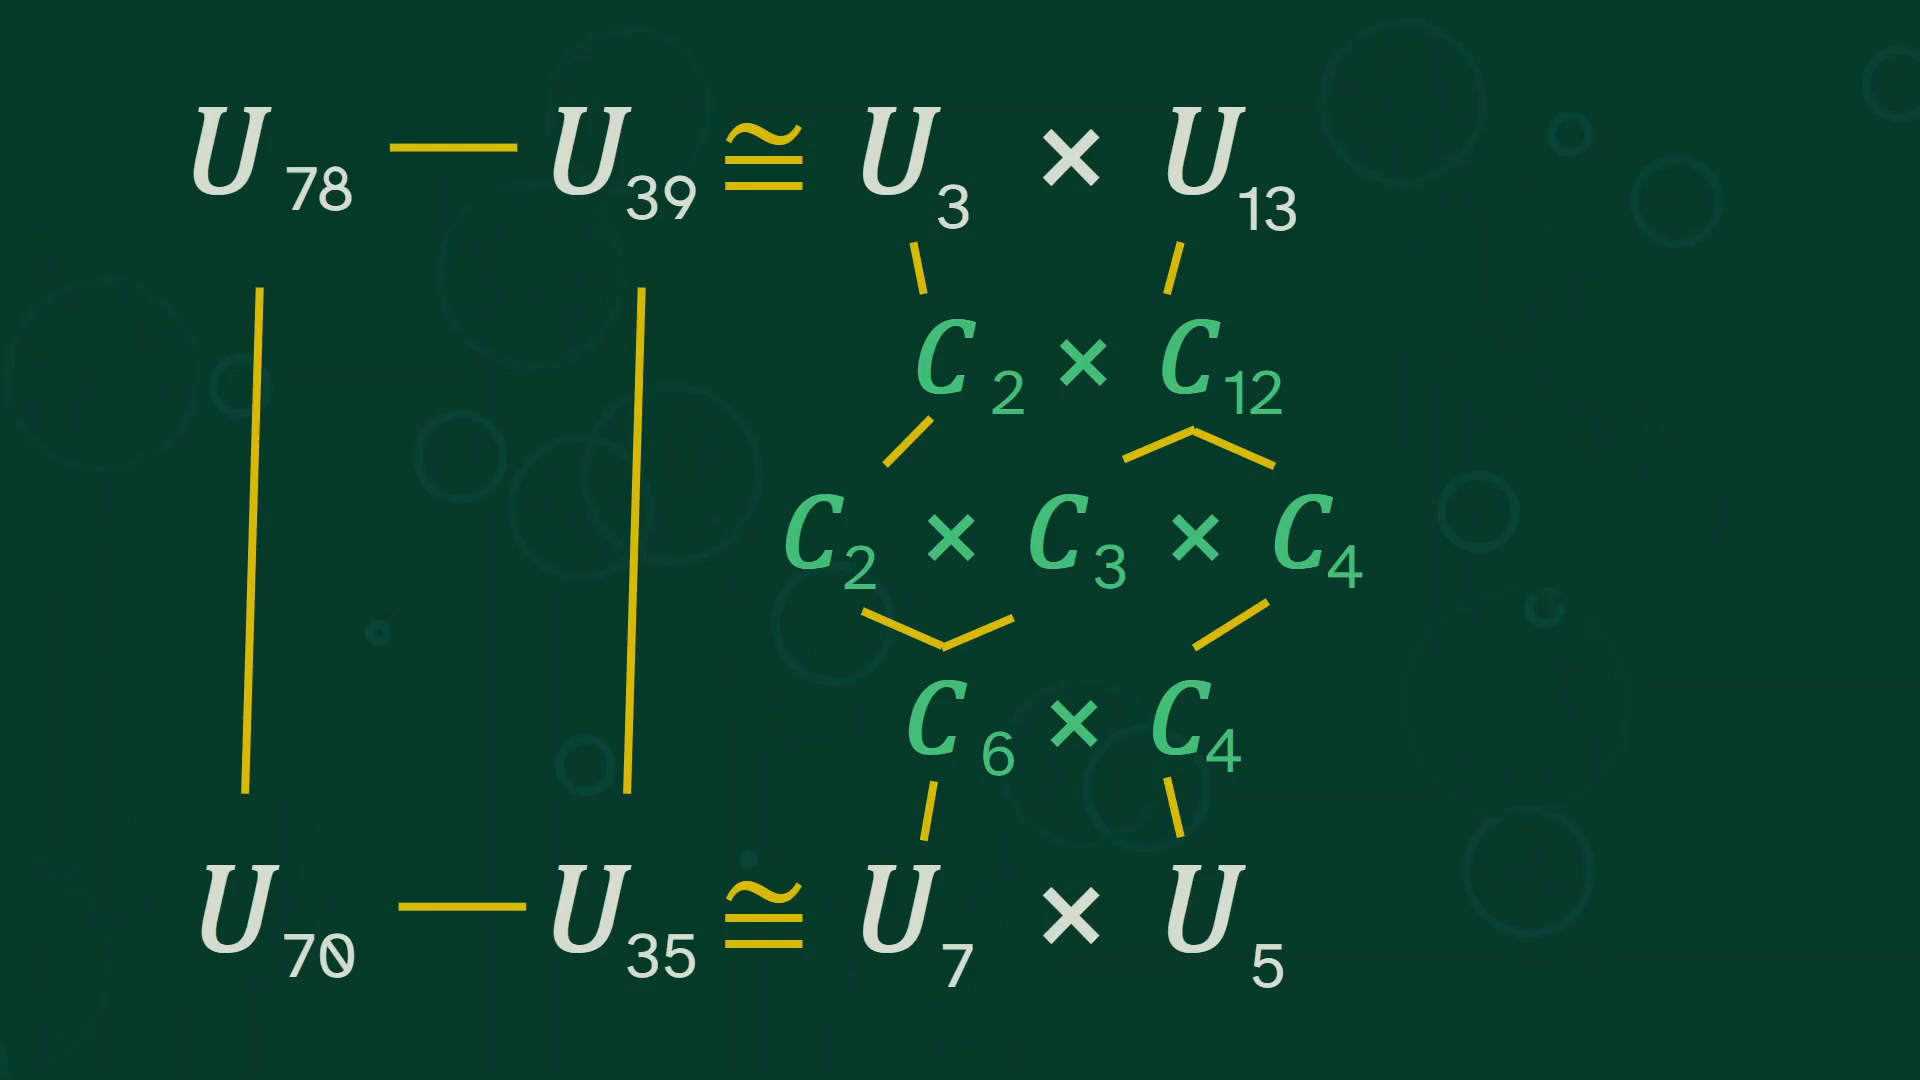 U₇₈ — U₃₉ ≅ U₃ × U₁₃
C₂ × C₁₂
C₂ × C₃ × C₄
C₆ × C₄
U₇₀ — U₃₅ ≅ U₇ × U₅